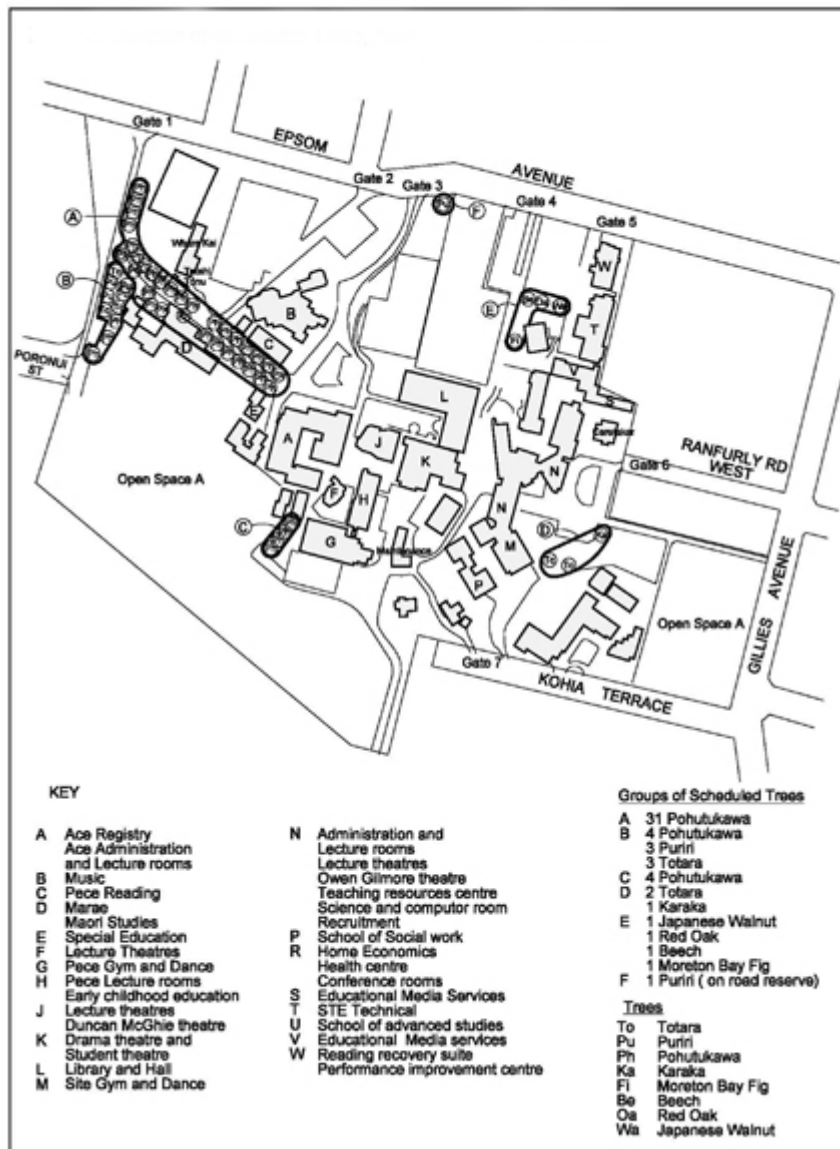 Gate 1
EPSOM
AVENUE
Gate 2
Gate 3
Gate 4
Gate 5
A
F
W
B
E
B
T
C
V
PORONUI
ST
D
L
S
A
J
RANFURLY RD
WEST
K
N
Gate 6
Open Space A
F
H
N
C
D
G
M
Maintenance
P
Open Space A
GILLIES AVENUE
Gate 7
KOHIA TERRACE
KEY
A Ace Registry
Ace Administration
and Lecture rooms
B Music
C Pece Reading
D Marae
Maori Studies
E Special Education
F Lecture Theatres
G Pece Gym and Dance
H Pece Lecture rooms
Early childhood education
J Lecture theatres
Duncan McGhie theatre
K Drama theatre and
Student theatre
L Library and Hall
M Site Gym and Dance
N Administration and
Lecture rooms
Lecture theatres
Owen Gilmore theatre
Teaching resources centre
Science and computor room
Recruitment
P School of Social work
R Home Economics
Health centre
Conference rooms
S Educational Media Services
T STE Technical
U School of advanced studies
V Educational Media services
W Reading recovery suite
Performance improvement centre
Groups of Scheduled Trees
A 31 Pohutukawa
B 4 Pohutukawa
3 Puriri
3 Totara
C 4 Pohutukawa
D 2 Totara
1 Karaka
E 1 Japanese Walnut
1 Red Oak
1 Beech
1 Moreton Bay Fig
F 1 Puriri ( on road reserve)
Trees
To Totara
Pu Puriri
Ph Pohutukawa
Ka Karaka
Fi Moreton Bay Fig
Be Beech
Oa Red Oak
Wa Japanese Walnut